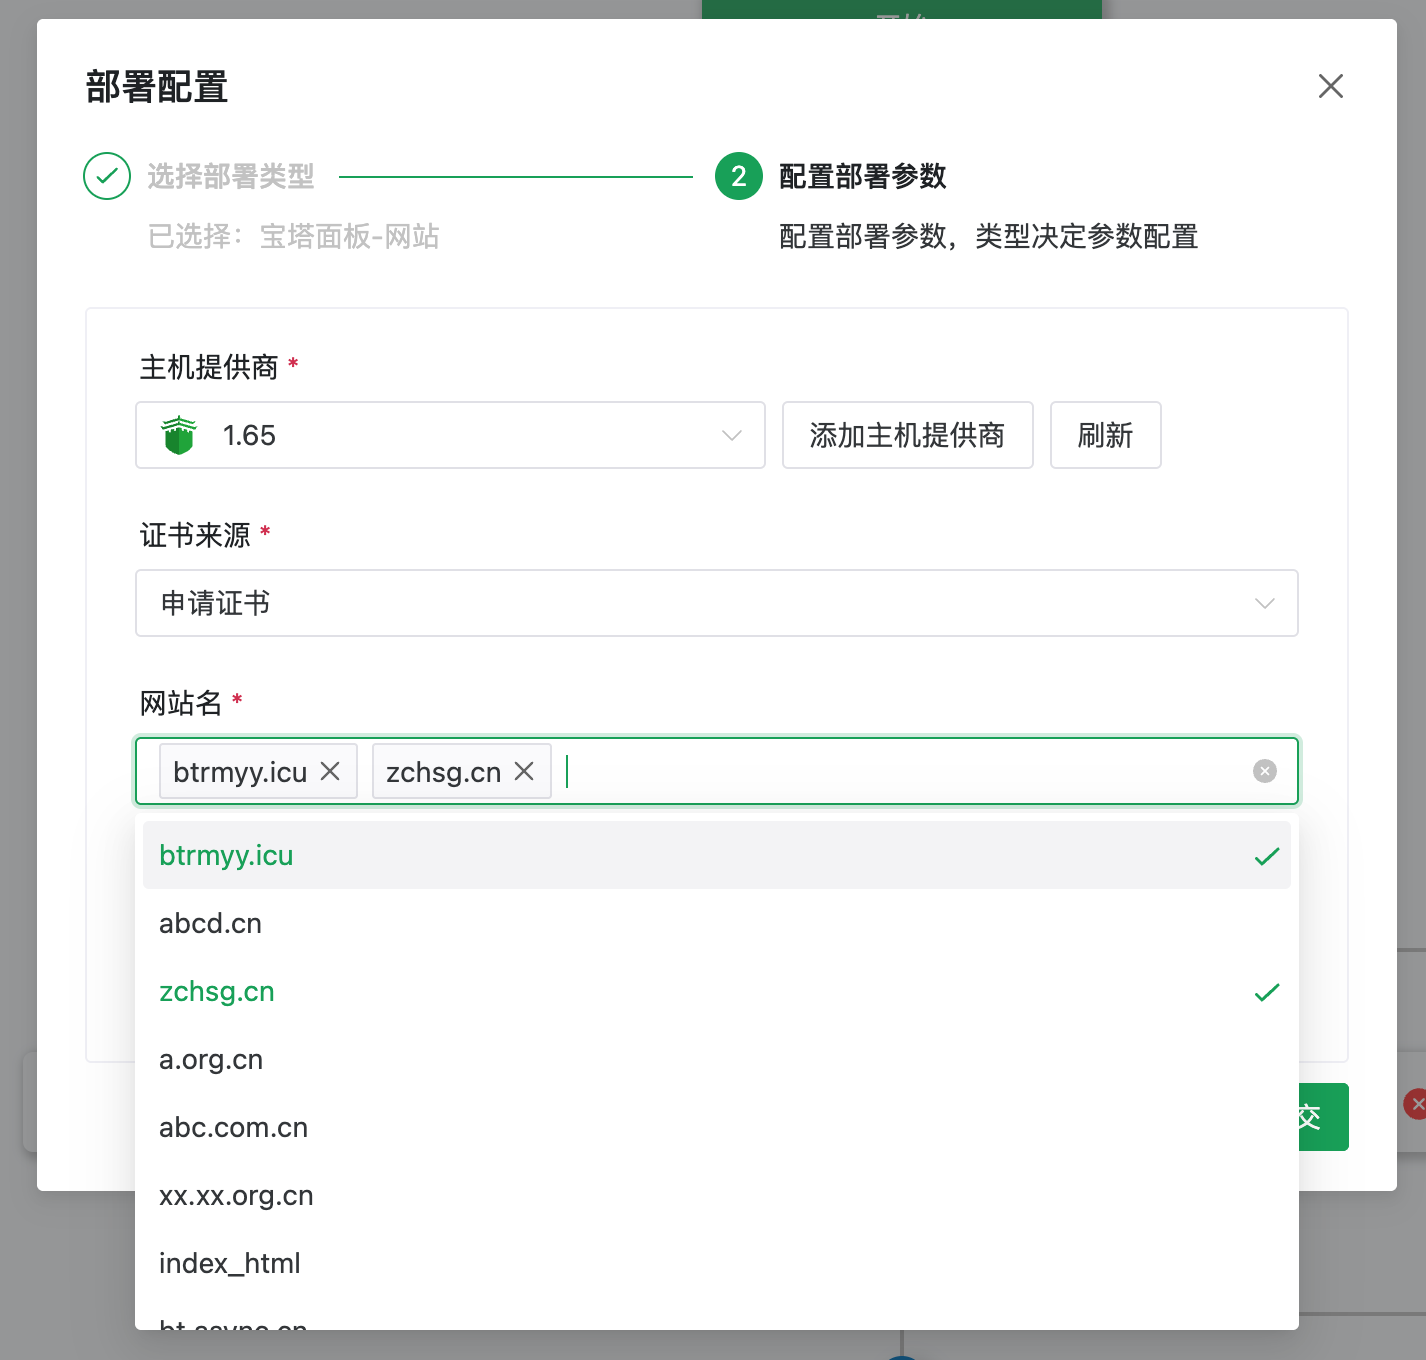 部署配置
选择部署类型
已选择：宝塔面板-网站
2 配置部署参数
配置部署参数，类型决定参数配置
主机提供商 *
1.65
添加主机提供商
刷新
证书来源 *
申请证书
网站名 *
btrmyy.icu
zchsg.cn
btrmyy.icu
abcd.cn
zchsg.cn
a.org.cn
abc.com.cn
xx.xx.org.cn
index_html
交